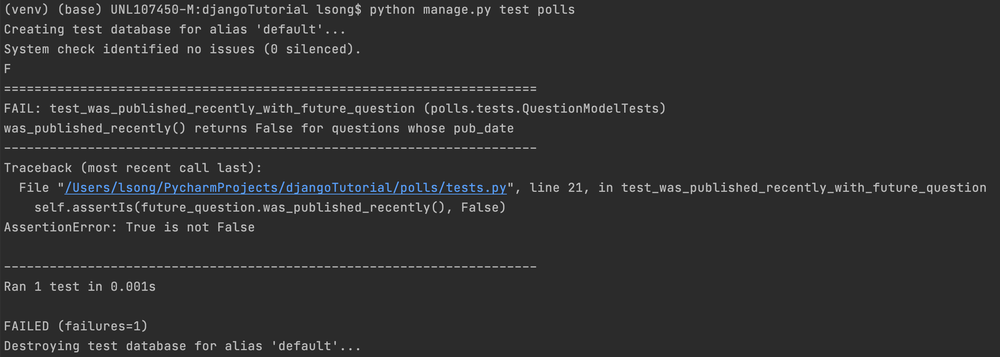 (venv) (base) UNL107450-M:djangoTutorial lsong$ python manage.py test polls
Creating test database for alias 'default'...
System check identified no issues (0 silenced).
F
======================================================================
FAIL: test_was_published_recently_with_future_question (polls.tests.QuestionModelTests)
was_published_recently() returns False for questions whose pub_date
----------------------------------------------------------------------
Traceback (most recent call last):
  File "/Users/lsong/PycharmProjects/djangoTutorial/polls/tests.py", line 21, in test_was_published_recently_with_future_question
    self.assertIs(future_question.was_published_recently(), False)
AssertionError: True is not False

----------------------------------------------------------------------
Ran 1 test in 0.001s

FAILED (failures=1)
Destroying test database for alias 'default'...